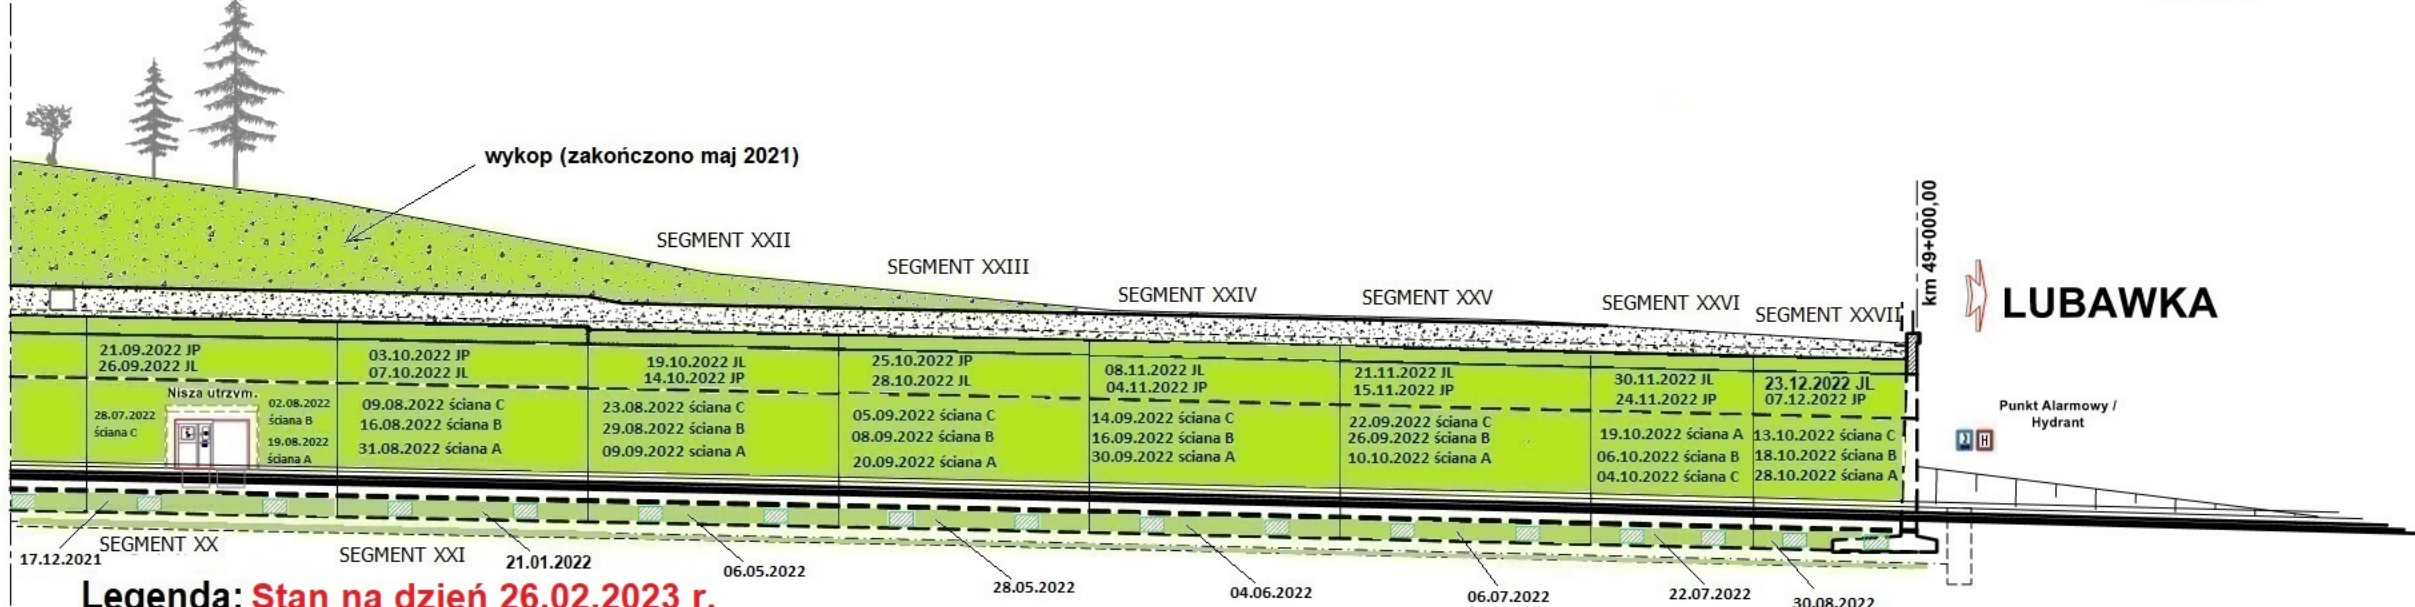 wykop (zakończono maj 2021)
SEGMENT XXII
SEGMENT XXIII
SEGMENT XXIV
SEGMENT XXV
SEGMENT XXVI
SEGMENT XXVII
km 49+000,00
LUBAWKA
21.09.2022 JP
26.09.2022 JL
03.10.2022 JP
07.10.2022 JL
19.10.2022 JL
14.10.2022 JP
25.10.2022 JP
28.10.2022 JL
08.11.2022 JL
04.11.2022 JP
21.11.2022 JL
15.11.2022 JP
30.11.2022 JL
24.11.2022 JP
23.12.2022 JL
07.12.2022 JP
Nisza utrzym.
28.07.2022
ściana C
02.08.2022
ściana B
19.08.2022
ściana A
09.08.2022 ściana C
16.08.2022 ściana B
31.08.2022 ściana A
23.08.2022 ściana C
29.08.2022 ściana B
09.09.2022 sciana A
05.09.2022 ściana C
08.09.2022 ściana B
20.09.2022 ściana A
14.09.2022 ściana C
16.09.2022 ściana B
30.09.2022 sciana A
22.09.2022 ściana C
26.09.2022 ściana B
10.10.2022 ściana A
19.10.2022 ściana A
06.10.2022 ściana B
04.10.2022 ściana C
13.10.2022 ściana C
18.10.2022 ściana B
28.10.2022 ściana A
Punkt Alarmowy /
Hydrant
H
17.12.2021
SEGMENT XX
SEGMENT XXI
21.01.2022
06.05.2022
28.05.2022
04.06.2022
06.07.2022
22.07.2022
30.08.2022
Legenda: Stan na dzień 26.02.2023 r.